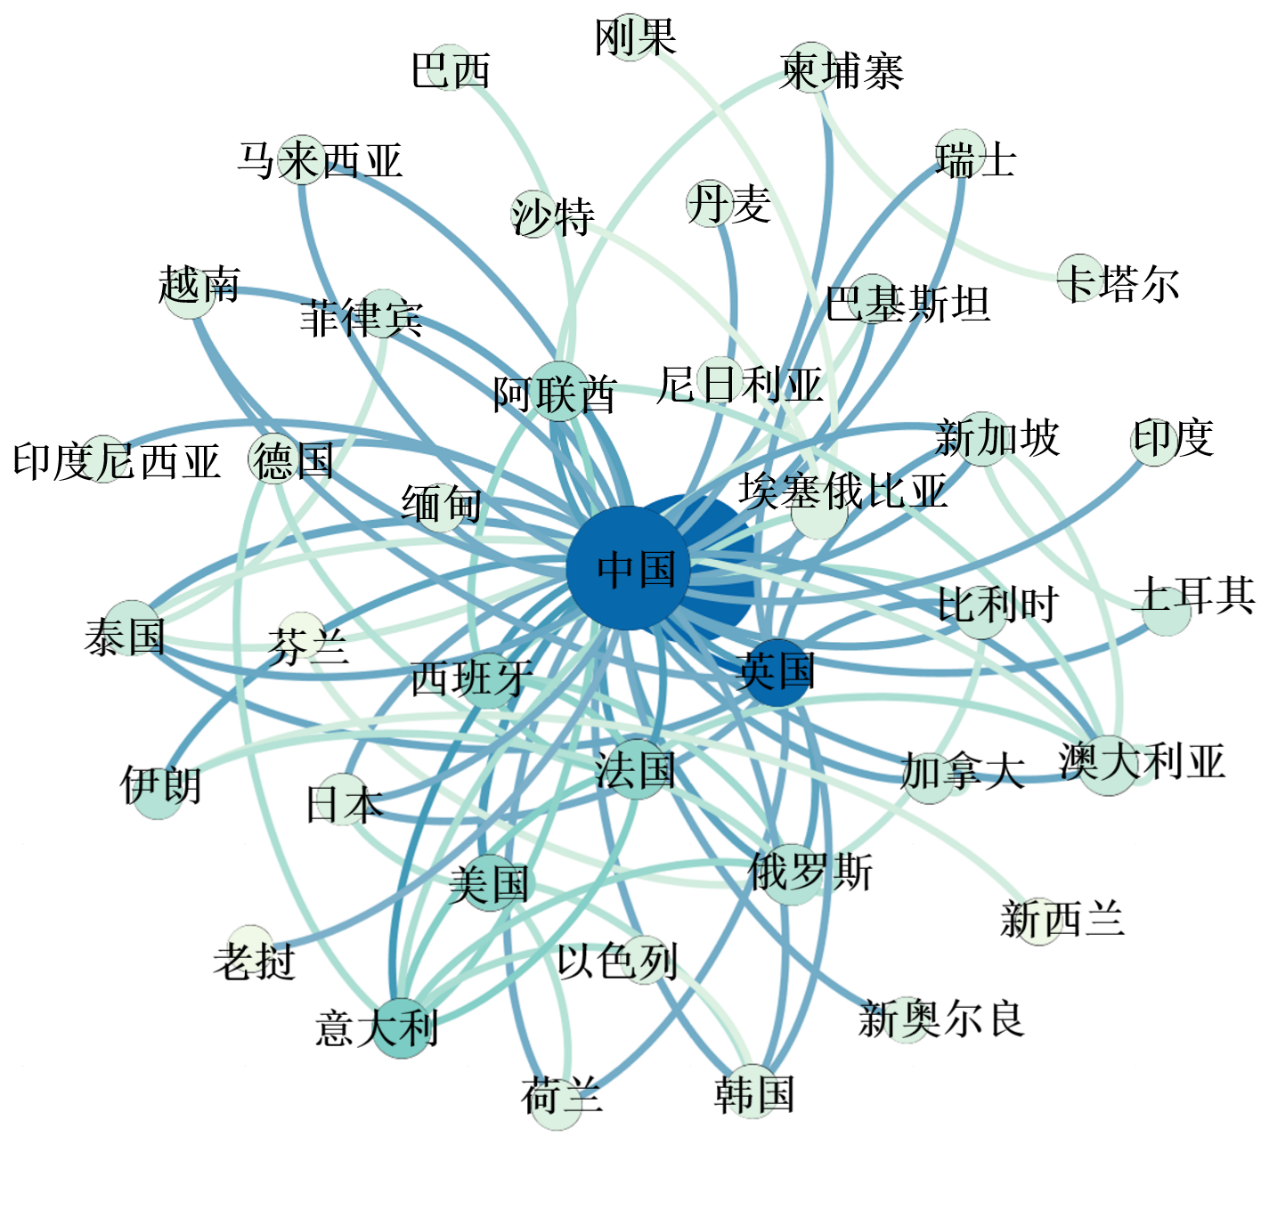 刚果
巴西
柬埔寨
马来西亚
瑞士
沙特
丹麦
越南
卡塔尔
菲律宾
巴基斯坦
阿联酋
尼日利亚
印度尼西亚
德国
新加坡
印度
缅甸
埃塞俄比亚
中国
泰国
芬兰
比利时
土耳其
西班牙
英国
伊朗
日本
法国
加拿大
澳大利亚
美国
俄罗斯
新西兰
老挝
以色列
意大利
新奥尔良
荷兰
韩国